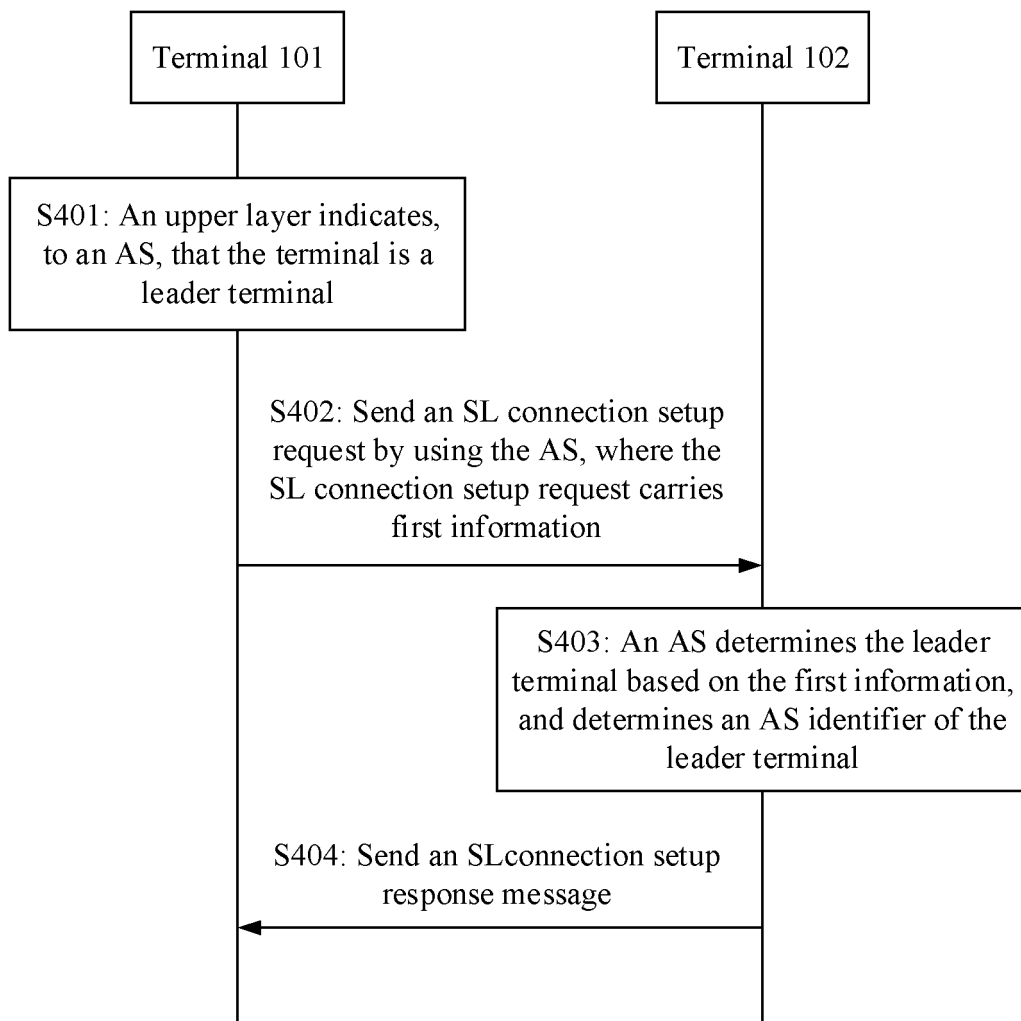 Terminal 101
Terminal 102
S401: An upper layer indicates,
to an AS, that the terminal is a
leader terminal
S402: Send an SL connection setup
request by using the AS, where the
SL connection setup request carries
first information
S403: An AS determines the leader
terminal based on the first information,
and determines an AS identifier of the
leader terminal
S404: Send an SLconnection setup
response message